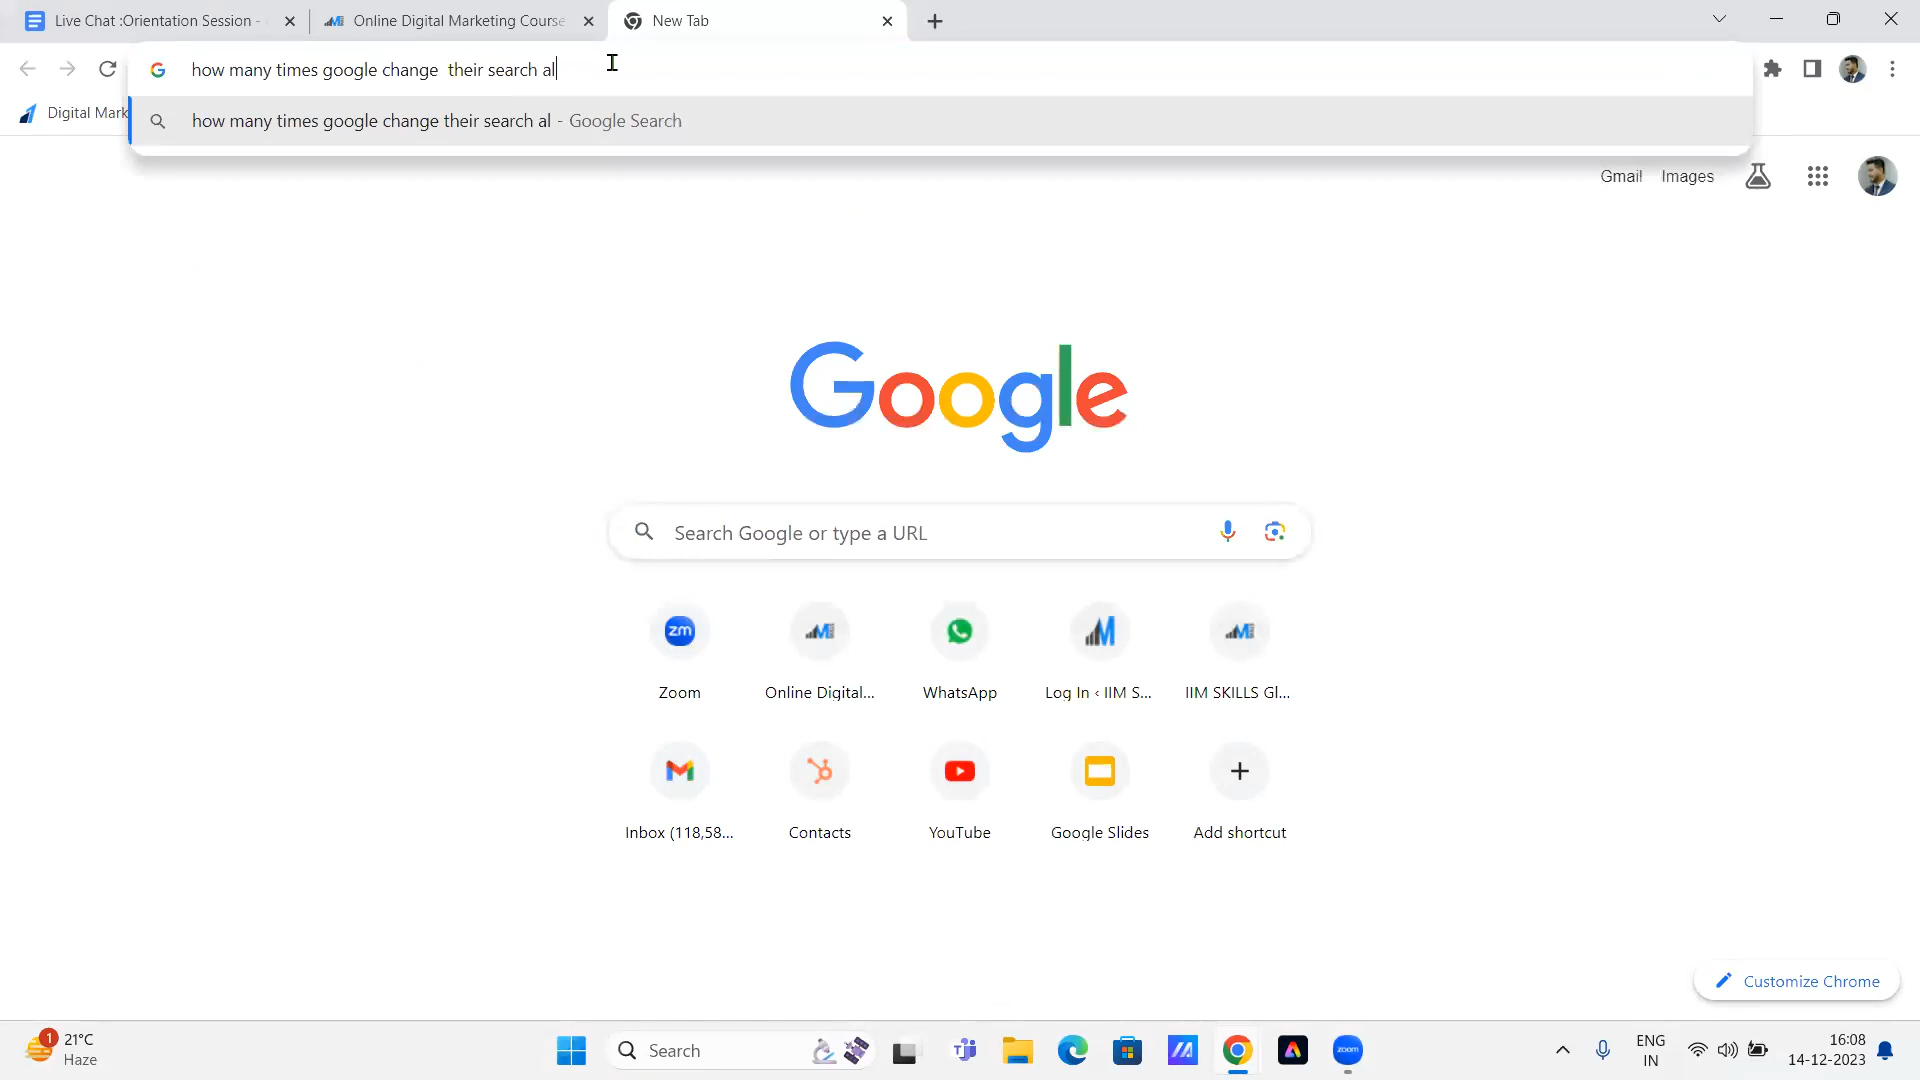 Live Chat :Orientation Session -
Online Digital Marketing Course
New Tab
how many times google change  their search al
Digital Mark
how many times google change their search al - Google Search
Gmail
Images
Google
Search Google or type a URL
zm
Zoom
Online Digital...
WhatsApp
Log In ‹ IIM S...
IIM SKILLS Gl...
Inbox (118,58...
Contacts
YouTube
Google Slides
Add shortcut
Customize Chrome
1
21°C
Haze
Search
zoom
ENG
IN
16:08
14-12-2023